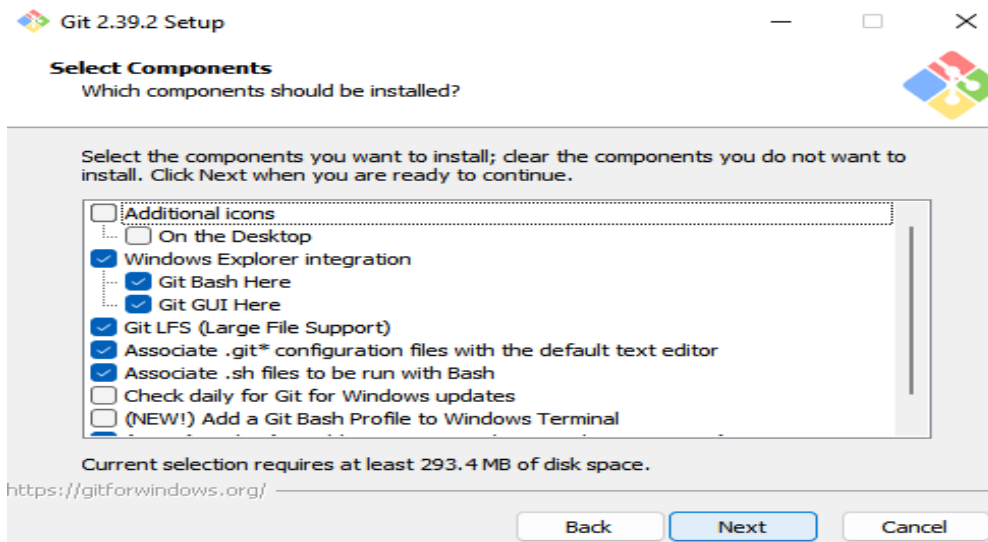 Git 2.39.2 Setup
Select Components
Which components should be installed?
Select the components you want to install; clear the components you do not want to
install. Click Next when you are ready to continue.
Additional icons
On the Desktop
Windows Explorer integration
Git Bash Here
Git GUI Here
Git LFS (Large File Support)
Associate .git* configuration files with the default text editor
Associate .sh files to be run with Bash
Check daily for Git for Windows updates
(NEW!) Add a Git Bash Profile to Windows Terminal
Current selection requires at least 293.4 MB of disk space.
https://gitforwindows.org/
Back Next Cancel